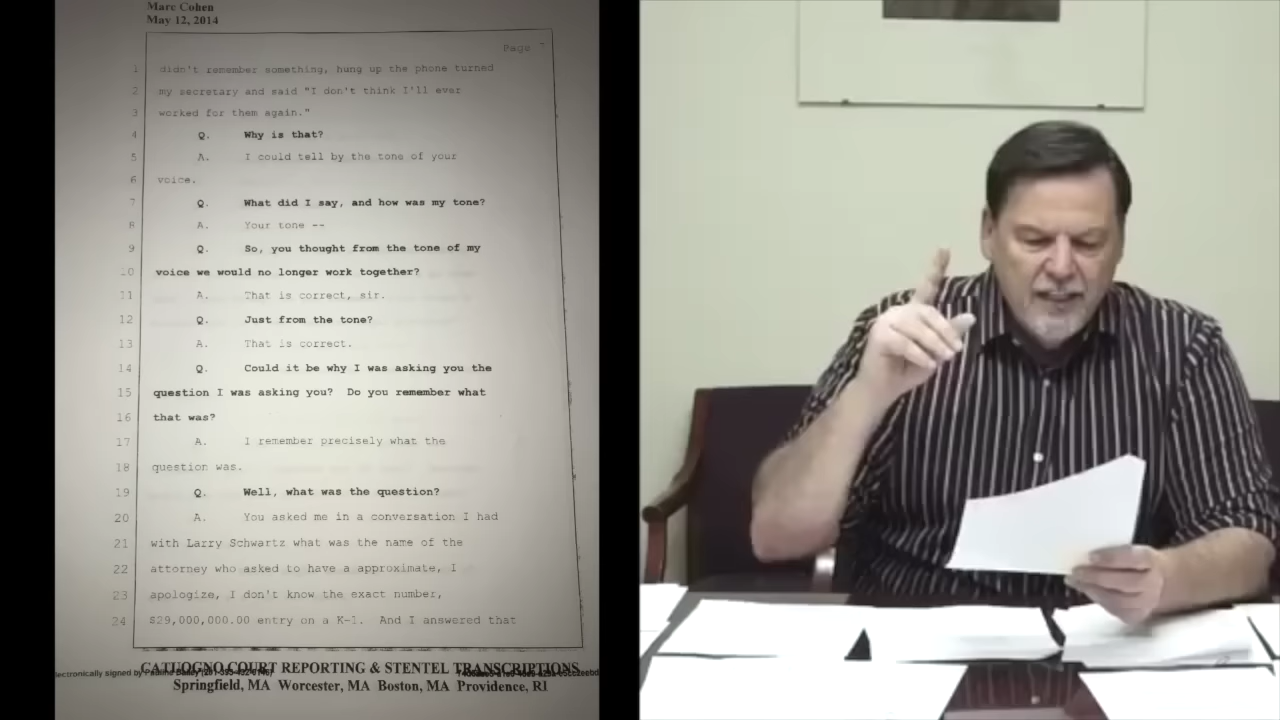 Marc Cohen
May 12, 2014
Page 7
1 didn't remember something, hung up the phone turned
2 my secretary and said "I don't think I'll ever
3 worked for them again."
4 Q. Why is that?
5 A. I could tell by the tone of your
6 voice.
7 Q. What did I say, and how was my tone?
8 A. Your tone --
9 Q. So, you thought from the tone of my
10 voice we would no longer work together?
11 A. That is correct, sir.
12 Q. Just from the tone?
13 A. That is correct.
14 Q. Could it be why I was asking you the
15 question I was asking you? Do you remember what
16 that was?
17 A. I remember precisely what the
18 question was.
19 Q. Well, what was the question?
20 A. You asked me in a conversation I had
21 with Larry Schwartz what was the name of the
22 attorney who asked to have a approximate, I
23 apologize, I don't know the exact number,
24 $29,000,000.00 entry on a K-1. And I answered that
CATUOGNO COURT REPORTING & STENTEL TRANSCRIPTIONS
electronically signed by
Springfield, MA Worcester, MA Boston, MA Providence, RI